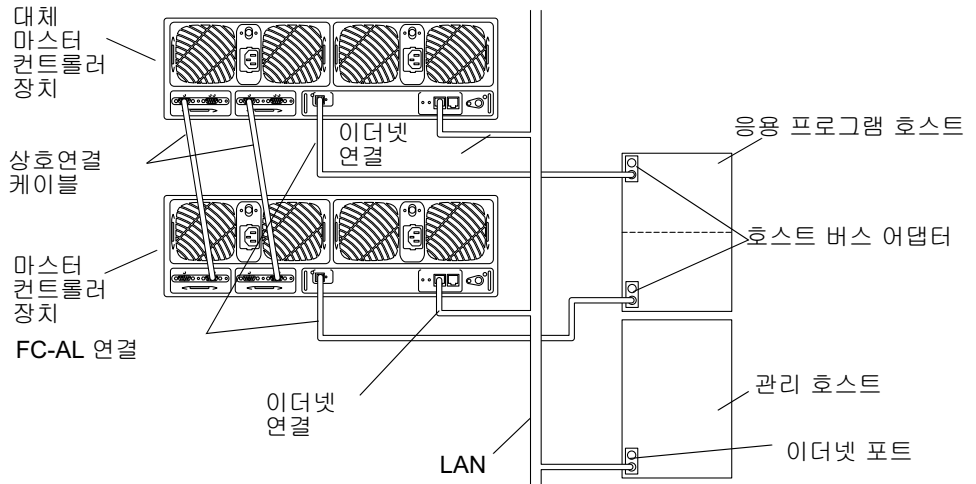 대체
마스터
컨트롤러
장치
이더넷
연결
응용 프로그램 호스트
상호연결
케이블
호스트 버스 어댑터
마스터
컨트롤러
장치
FC-AL 연결
이더넷
연결
관리 호스트
LAN
이더넷 포트